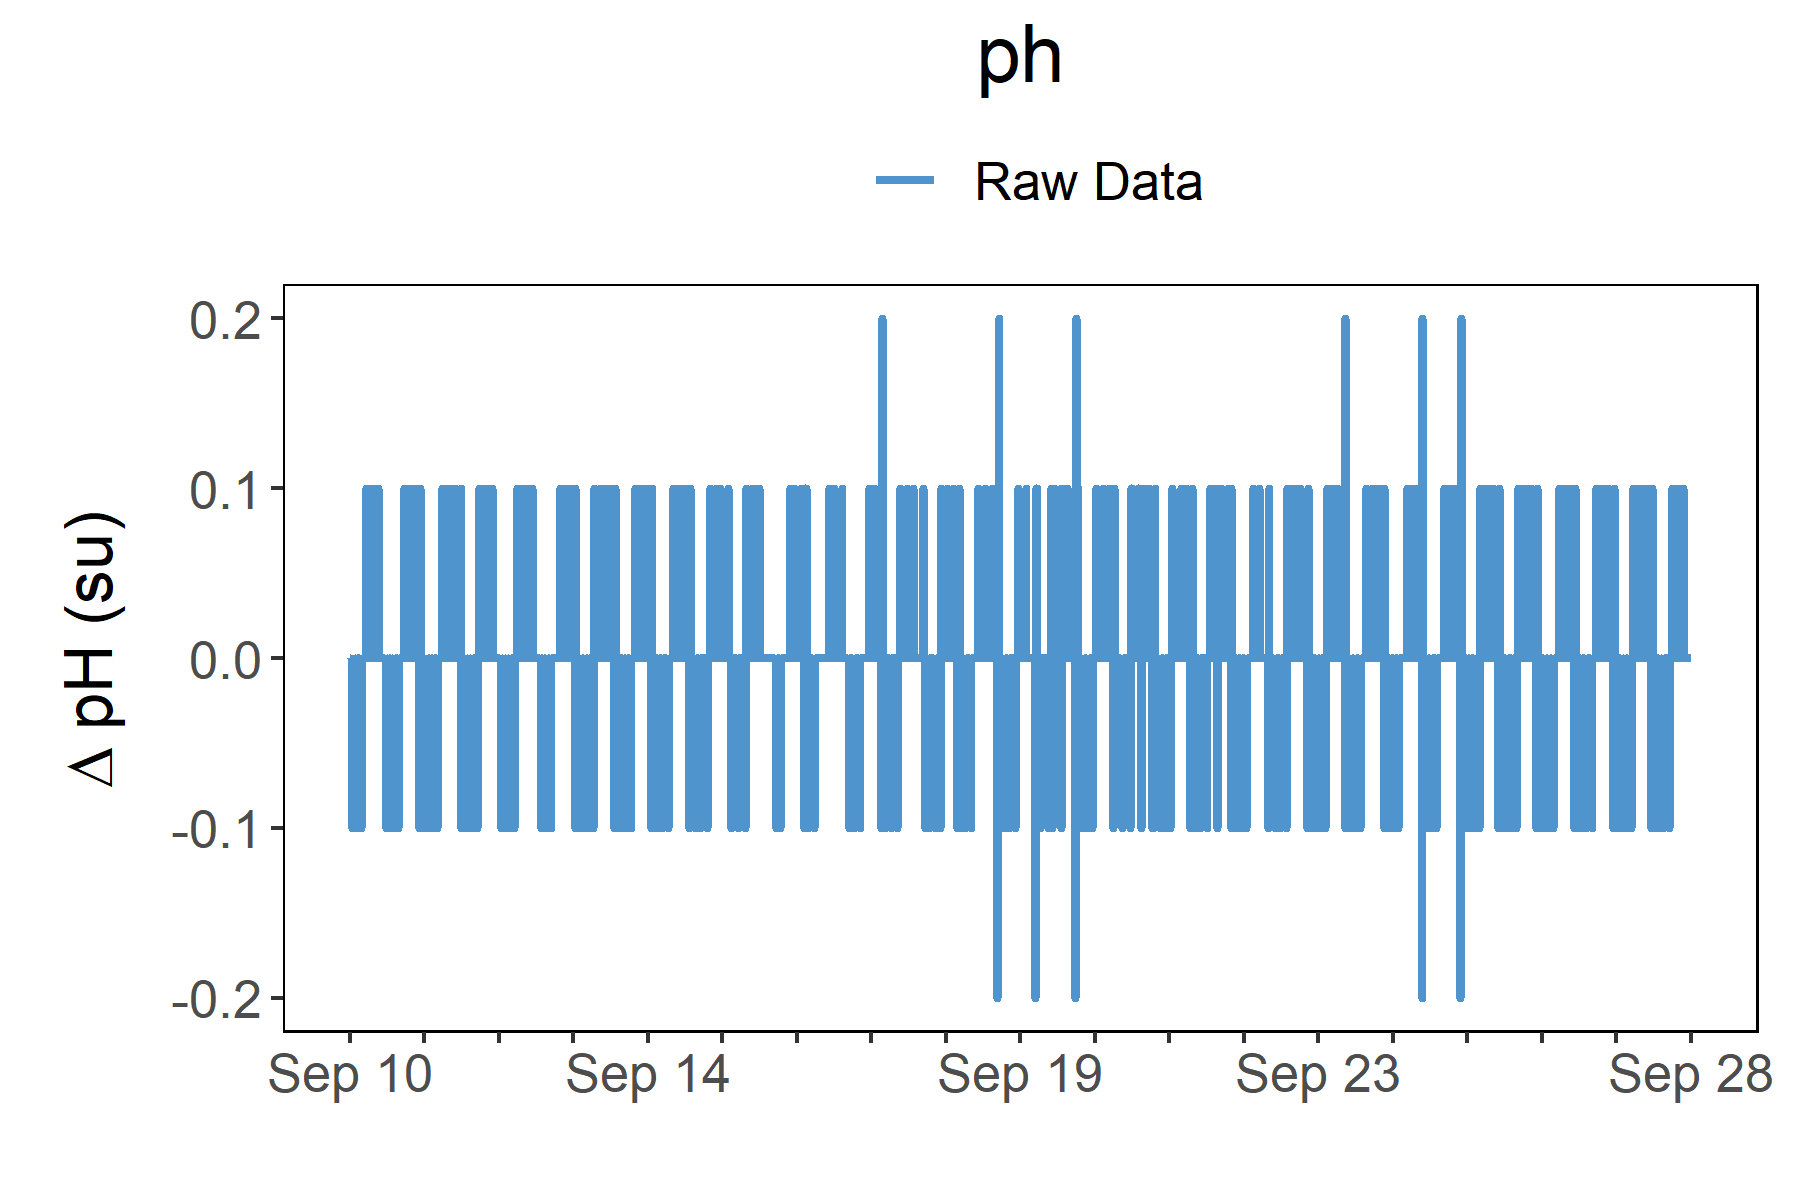 ph
Raw Data
Δ pH (su)
0.2
0.1
0.0
-0.1
-0.2
Sep 10 Sep 14 Sep 19 Sep 23 Sep 28